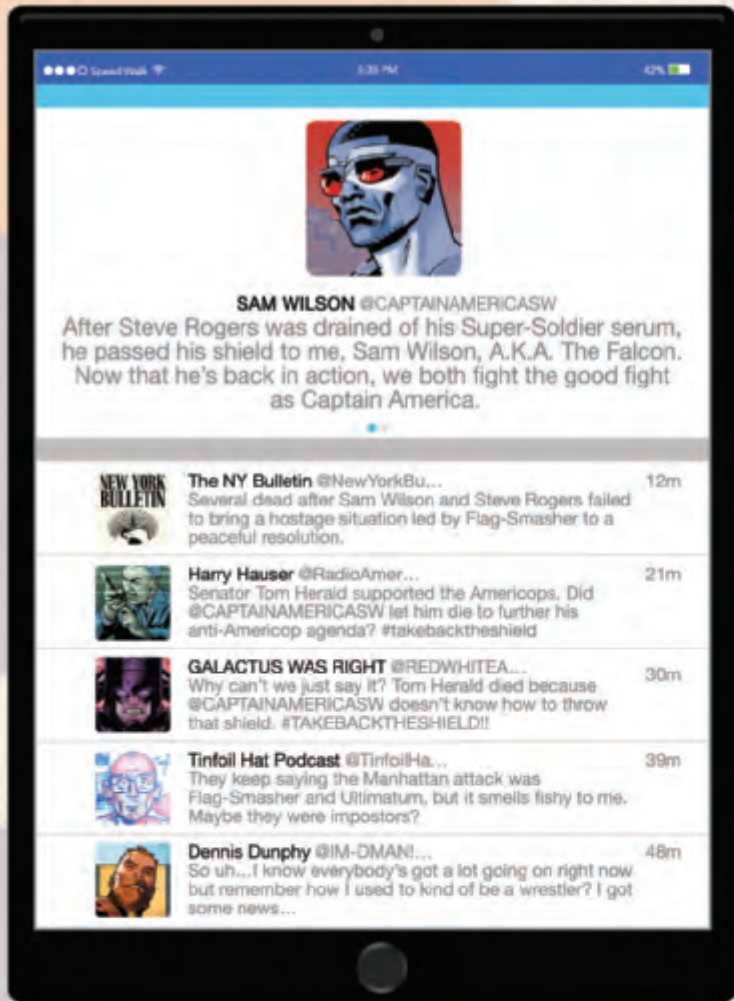 Speed Walk
42%
SAM WILSON @CAPTAINAMERICASW
After Steve Rogers was drained of his Super-Soldier serum,
he passed his shield to me, Sam Wilson, A.K.A. The Falcon.
Now that he's back in action, we both fight the good fight
as Captain America.
NEW YORK
BULLETIN
The NY Bulletin @NewYorkBu...
12m
Several dead after Sam Wilson and Steve Rogers failed
to bring a hostage situation led by Flag-Smasher to a
peaceful resolution.
Harry Hauser @RadioAmer...
21m
Senator Tom Herald supported the Americops. Did
@CAPTAINAMERICASW let him die to further his
anti-Americop agenda? #takebacktheshield
GALACTUS WAS RIGHT @REDWHITEA...
30m
Why can't we just say it? Tom Herald died because
@CAPTAINAMERICASW doesn't know how to throw
that shield. #TAKEBACKTHESHIELD!!
Tinfoil Hat Podcast @TinfoilHa...
39m
They keep saying the Manhattan attack was
Flag-Smasher and Ultimatum, but it smells fishy to me.
Maybe they were impostors?
Dennis Dunphy @IM-DMAN!...
48m
So uh...I know everybody's got a lot going on right now
but remember how I used to kind of be a wrestler? I got
some news...